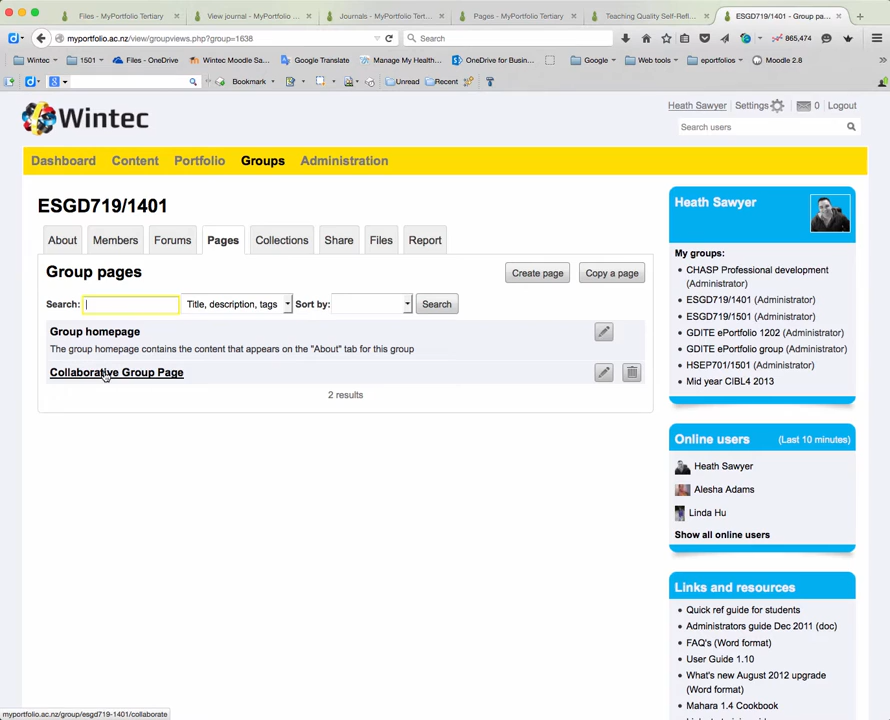 Files - MyPortfolio Tertiary
View journal - MyPortfolio ...
Journals - MyPortfolio Tert...
Pages - MyPortfolio Tertiary
Teaching Quality Self-Refl...
ESGD719/1401 - Group pa...
myportfolio.ac.nz/view/groupviews.php?group=1638
Search
865,474
Wintec
1501
Files - OneDrive
Wintec Moodle Sa...
Google Translate
Manage My Health...
OneDrive for Busin...
Google
Web tools
eportfolios
Moodle 2.8
Bookmark
Unread
Recent
Wintec
Heath Sawyer
Settings
0
Logout
Search users
Dashboard
Content
Portfolio
Groups
Administration
ESGD719/1401
About
Members
Forums
Pages
Collections
Share
Files
Report
Group pages
Create page
Copy a page
Search:
Title, description, tags
Sort by:
Search
Group homepage
The group homepage contains the content that appears on the "About" tab for this group
Collaborative Group Page
2 results
Heath Sawyer
My groups:
CHASP Professional development
(Administrator)
ESGD719/1401 (Administrator)
ESGD719/1501 (Administrator)
GDITE ePortfolio 1202 (Administrator)
GDITE ePortfolio group (Administrator)
HSEP701/1501 (Administrator)
Mid year CIBL4 2013
Online users
(Last 10 minutes)
Heath Sawyer
Alesha Adams
Linda Hu
Show all online users
Links and resources
Quick ref guide for students
Administrators guide Dec 2011 (doc)
FAQ's (Word format)
User Guide 1.10
What's new August 2012 upgrade
(Word format)
Mahara 1.4 Cookbook
myportfolio.ac.nz/group/esgd719-1401/collaborate